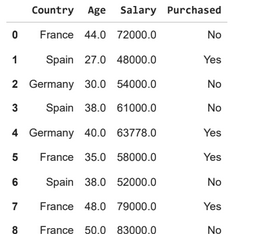 Country Age Salary Purchased
0 France 44.0 72000.0 No
1 Spain 27.0 48000.0 Yes
2 Germany 30.0 54000.0 No
3 Spain 38.0 61000.0 No
4 Germany 40.0 63778.0 Yes
5 France 35.0 58000.0 Yes
6 Spain 38.0 52000.0 No
7 France 48.0 79000.0 Yes
8 France 50.0 83000.0 No